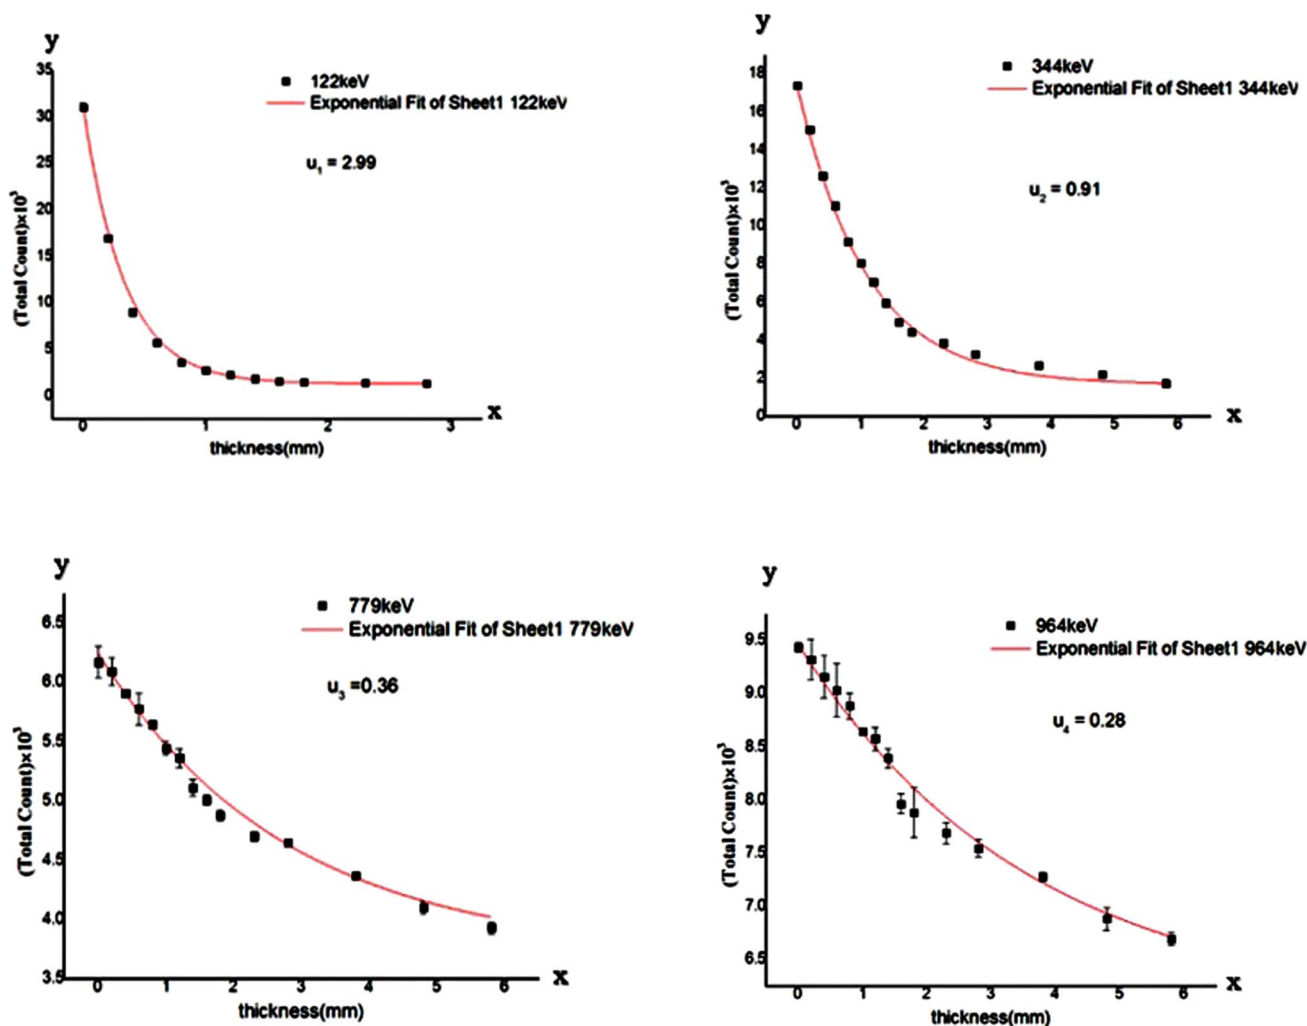 y
35
30
25
20
15
10
5
0
(Total Count)×10³
122keV
Exponential Fit of Sheet1 122keV
u₁ = 2.99
0 1 2 3
x
thickness(mm)
y
18
16
14
12
10
8
6
4
2
0
(Total Count)×10³
344keV
Exponential Fit of Sheet1 344keV
u₂ = 0.91
0 1 2 3 4 5 6
x
thickness(mm)
y
6.5
6.0
5.5
5.0
4.5
4.0
3.5
(Total Count)×10³
779keV
Exponential Fit of Sheet1 779keV
u₃ =0.36
0 1 2 3 4 5 6
x
thickness(mm)
y
9.5
9.0
8.5
8.0
7.5
7.0
6.5
(Total Count)×10³
964keV
Exponential Fit of Sheet1 964keV
u₄ = 0.28
0 1 2 3 4 5 6
x
thickness(mm)